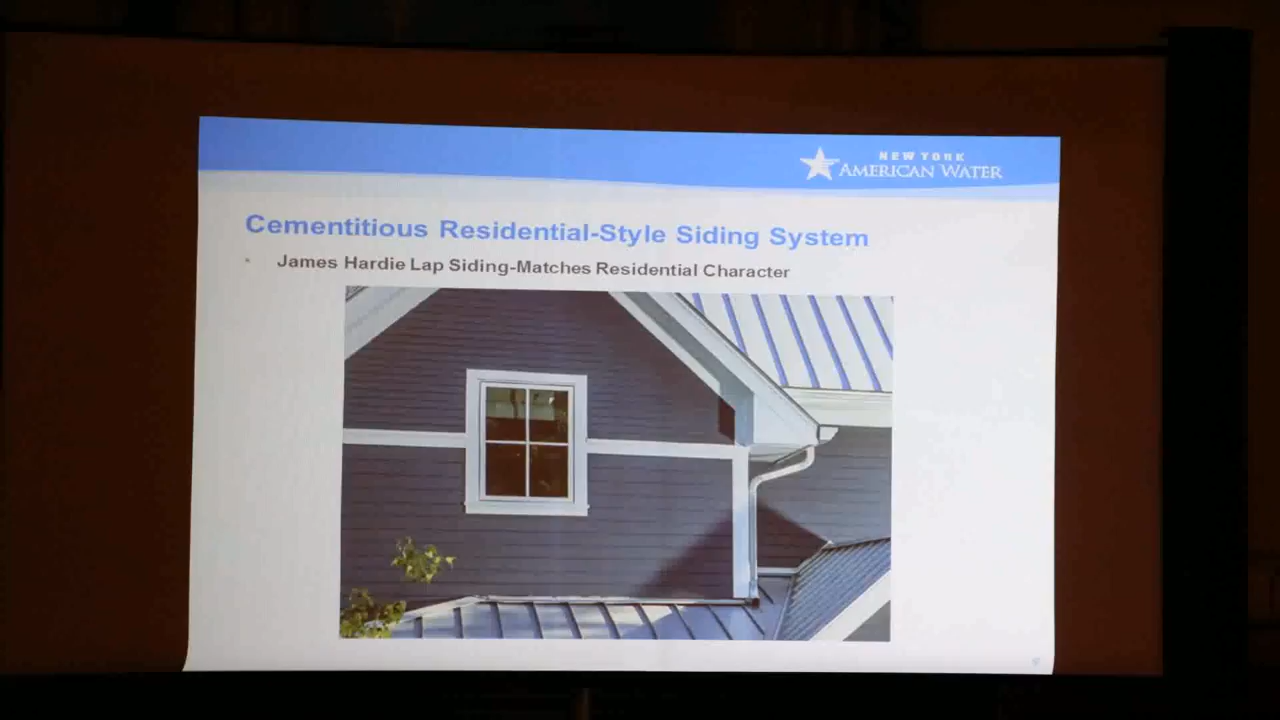 NEW YORK
AMERICAN WATER
Cementitious Residential-Style Siding System
• James Hardie Lap Siding-Matches Residential Character